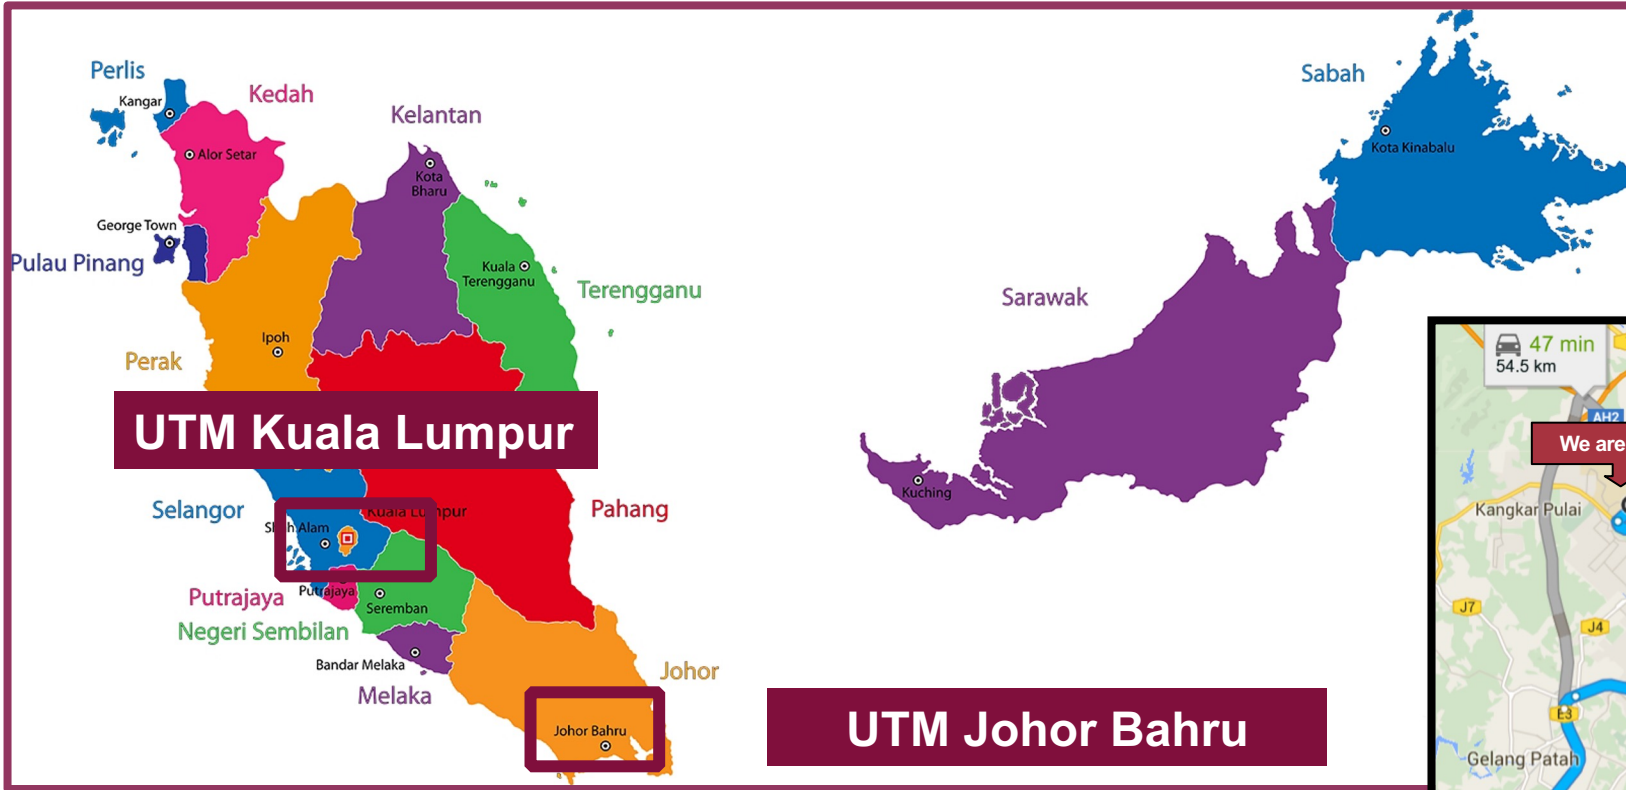 Perlis
Kangar
Kedah
Alor Setar
Kelantan
Kota
Bharu
George Town
Pulau Pinang
Kuala
Terengganu
Terengganu
Ipoh
Perak
UTM Kuala Lumpur
Selangor
Shah Alam
Kuala Lumpur
Pahang
Putrajaya
Putrajaya
Seremban
Negeri Sembilan
Bandar Melaka
Melaka
Johor
Johor Bahru
UTM Johor Bahru
Sabah
Kota Kinabalu
Sarawak
Kuching
47 min
54.5 km
AH2
We are
Kangkar Pulai
J7
J4
E3
Gelang Patah